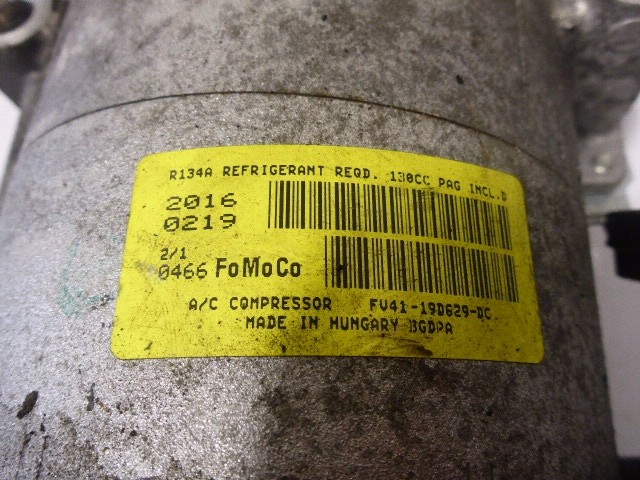 R134A REFRIGERANT REQD. 130CC PAG INCL.D
2016
0219
2/1
0466 FoMoCo
A/C COMPRESSOR FV41-19D629-DC
MADE IN HUNGARY BGDPA